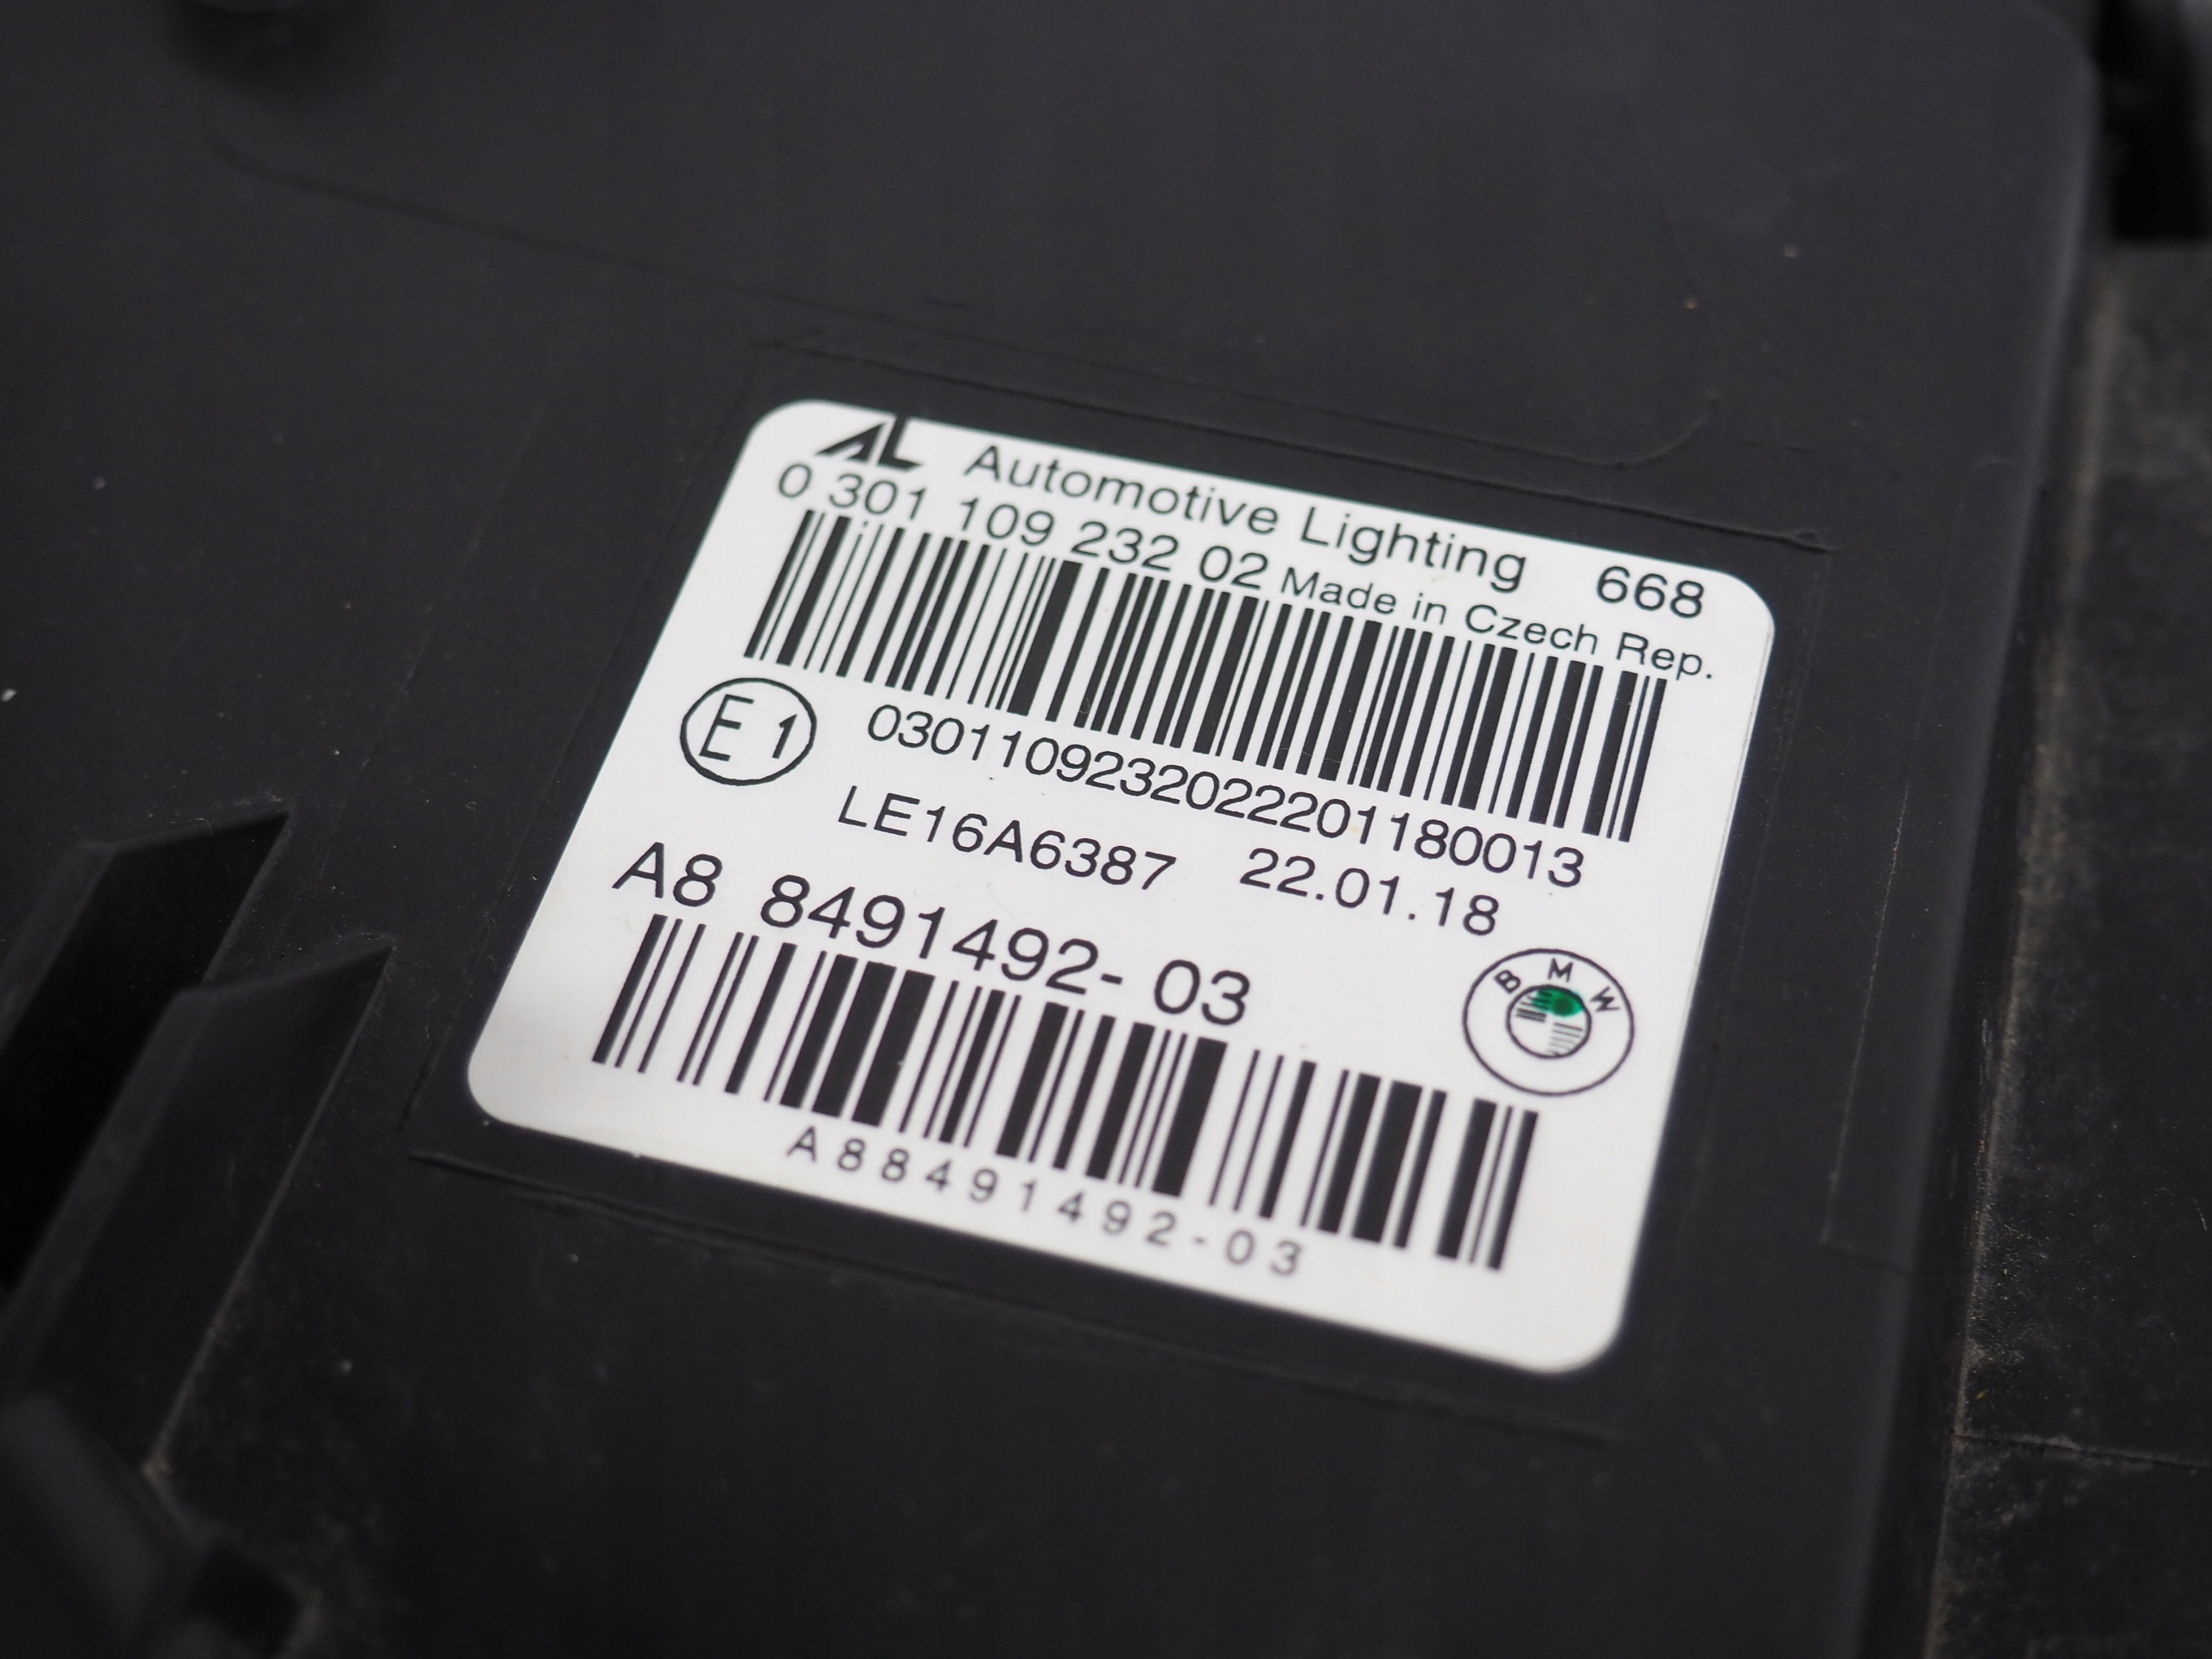 AL Automotive Lighting 668
0 301 109 232 02 Made in Czech Rep.
E1
0301109232022201180013
LE16A6387 22.01.18
A8 8491492- 03
BMW
A88491492-03